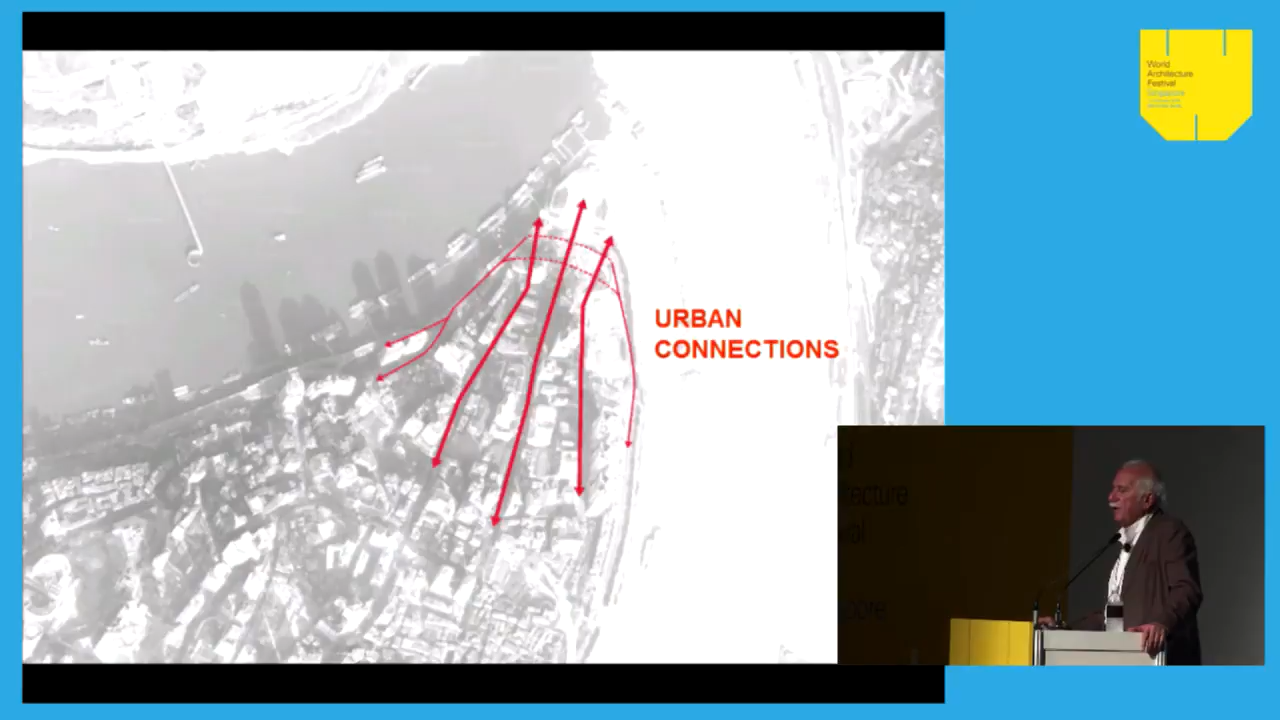 World
Architecture
Festival
Singapore
URBAN
CONNECTIONS